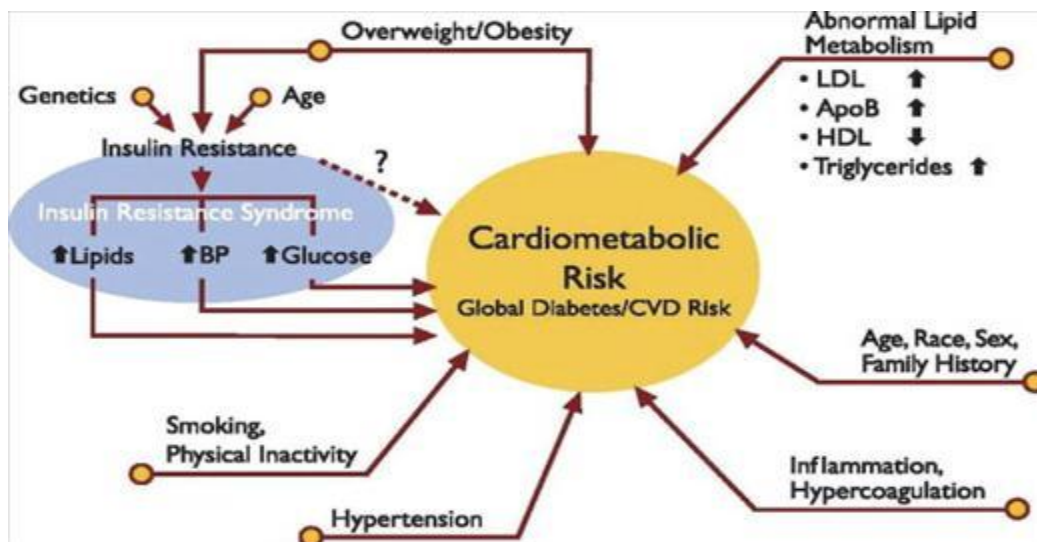 Overweight/Obesity
Abnormal Lipid
Metabolism
• LDL ⬆
• ApoB ⬆
• HDL ⬇
• Triglycerides ⬆
Genetics
Age
Insulin Resistance
?
Insulin Resistance Syndrome
⬆Lipids ⬆BP ⬆Glucose
Cardiometabolic
Risk
Global Diabetes/CVD Risk
Age, Race, Sex,
Family History
Smoking,
Physical Inactivity
Inflammation,
Hypercoagulation
Hypertension